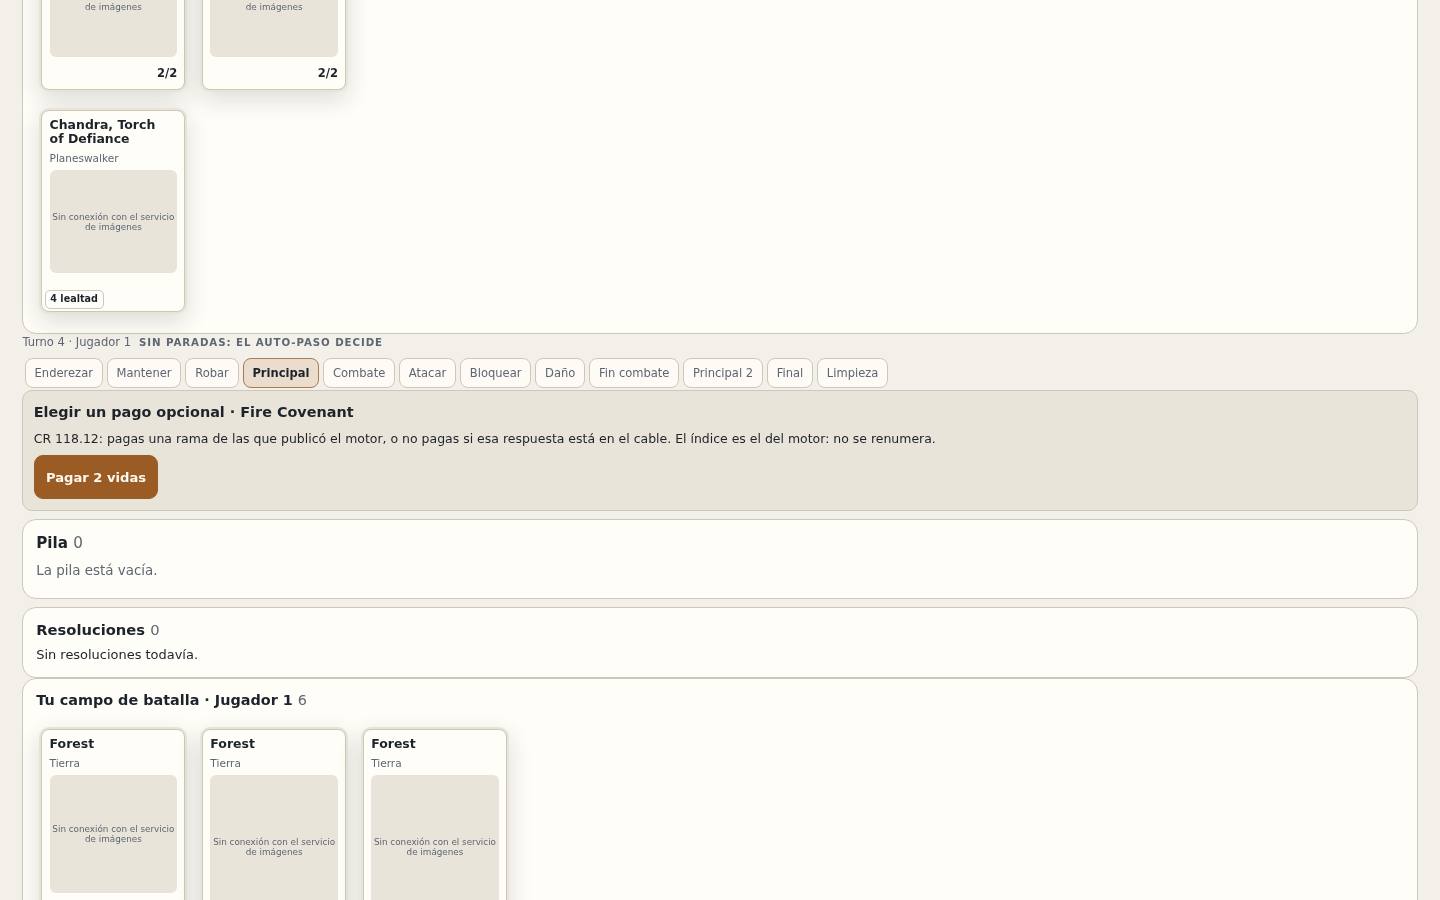 de imágenes
de imágenes
2/2
2/2
Chandra, Torch
of Defiance
Planeswalker
Sin conexión con el servicio
de imágenes
4 lealtad
Turno 4 · Jugador 1 SIN PARADAS: EL AUTO-PASO DECIDE
Enderezar Mantener Robar Principal Combate Atacar Bloquear Daño Fin combate Principal 2 Final Limpieza
Elegir un pago opcional · Fire Covenant
CR 118.12: pagas una rama de las que publicó el motor, o no pagas si esa respuesta está en el cable. El índice es el del motor: no se renumera.
Pagar 2 vidas
Pila 0
La pila está vacía.
Resoluciones 0
Sin resoluciones todavía.
Tu campo de batalla · Jugador 1 6
Forest
Tierra
Sin conexión con el servicio
de imágenes
Forest
Tierra
Sin conexión con el servicio
de imágenes
Forest
Tierra
Sin conexión con el servicio
de imágenes